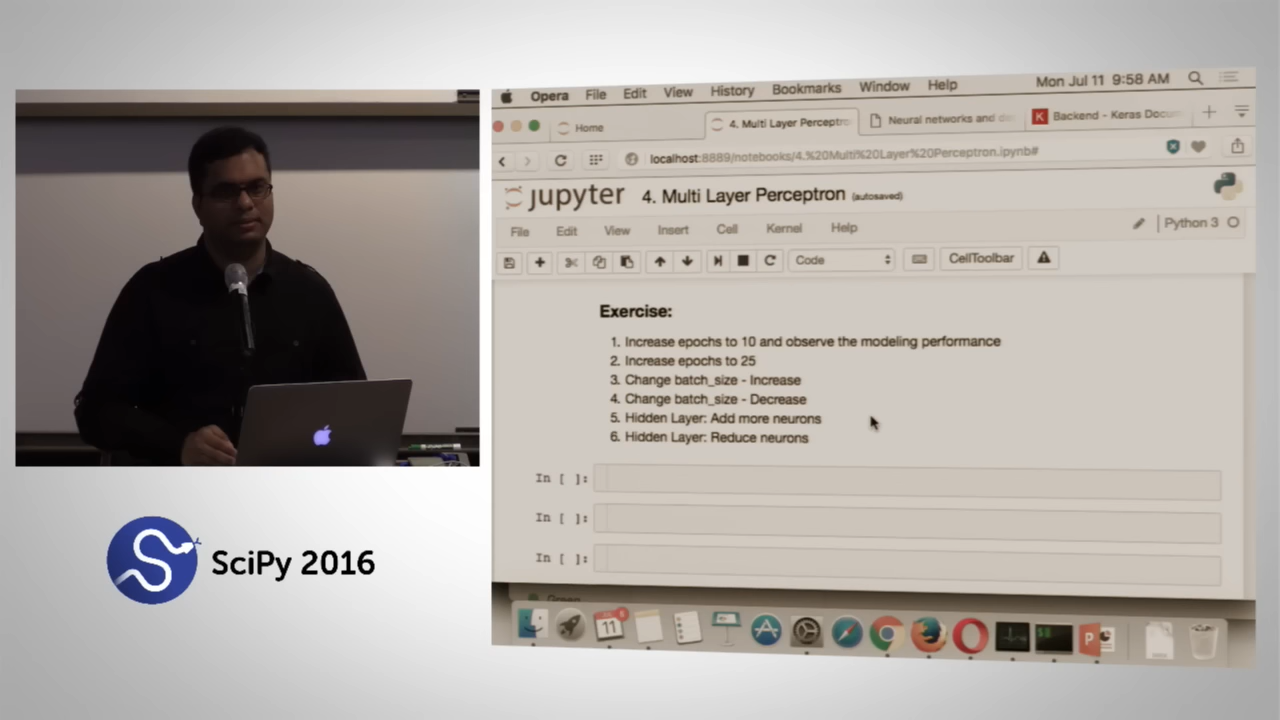 Opera File Edit View History Bookmarks Window Help Mon Jul 11 9:58 AM
Home 4. Multi Layer Perceptro Neural networks and de Backend - Keras Docum
localhost:8889/notebooks/4.%20Multi%20Layer%20Perceptron.ipynb#
jupyter 4. Multi Layer Perceptron (autosaved)
File Edit View Insert Cell Kernel Help Python 3
Code CellToolbar
Exercise:
1. Increase epochs to 10 and observe the modeling performance
2. Increase epochs to 25
3. Change batch_size - Increase
4. Change batch_size - Decrease
5. Hidden Layer: Add more neurons
6. Hidden Layer: Reduce neurons
In [ ]:
In [ ]:
In [ ]:
11
SciPy 2016